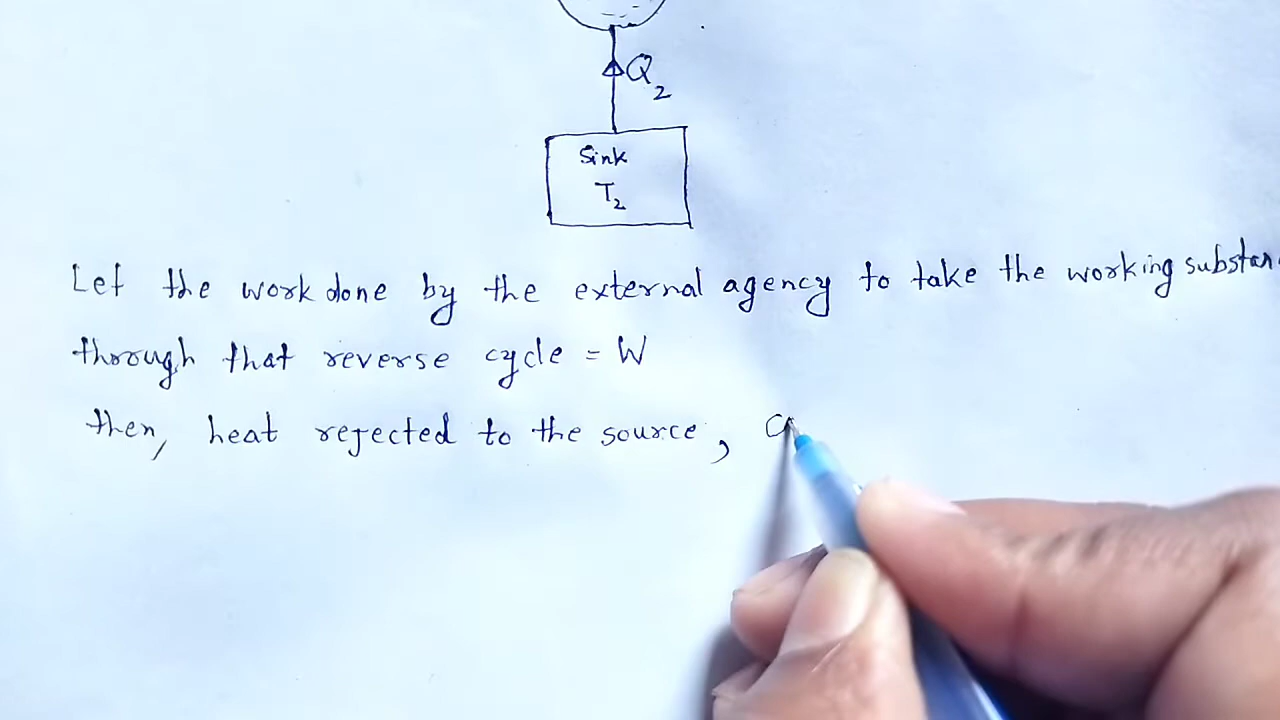 Q2
Sink
T2
Let the work done by the external agency to take the working substan
through that reverse cycle = W
then, heat rejected to the source,